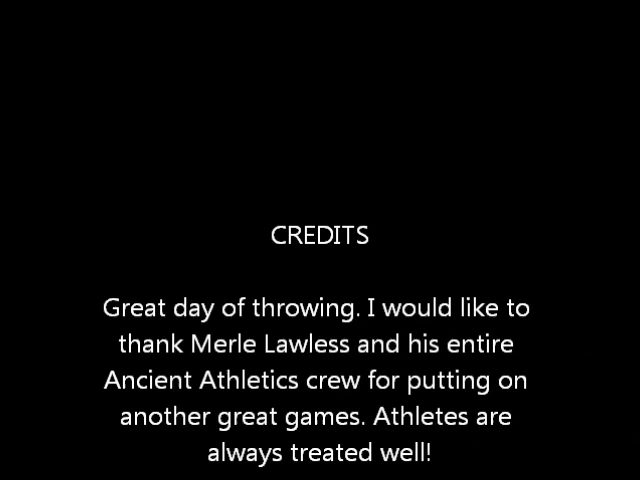 CREDITS
Great day of throwing. I would like to
thank Merle Lawless and his entire
Ancient Athletics crew for putting on
another great games. Athletes are
always treated well!